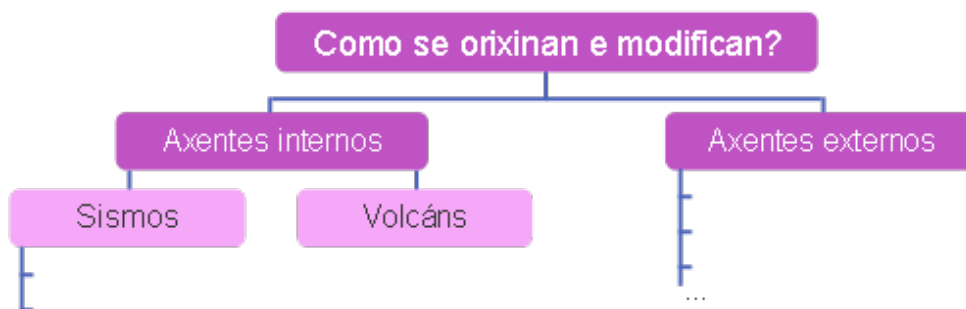 Como se orixinan e modifican?
Axentes internos
Axentes externos
Sismos
Volcáns
...